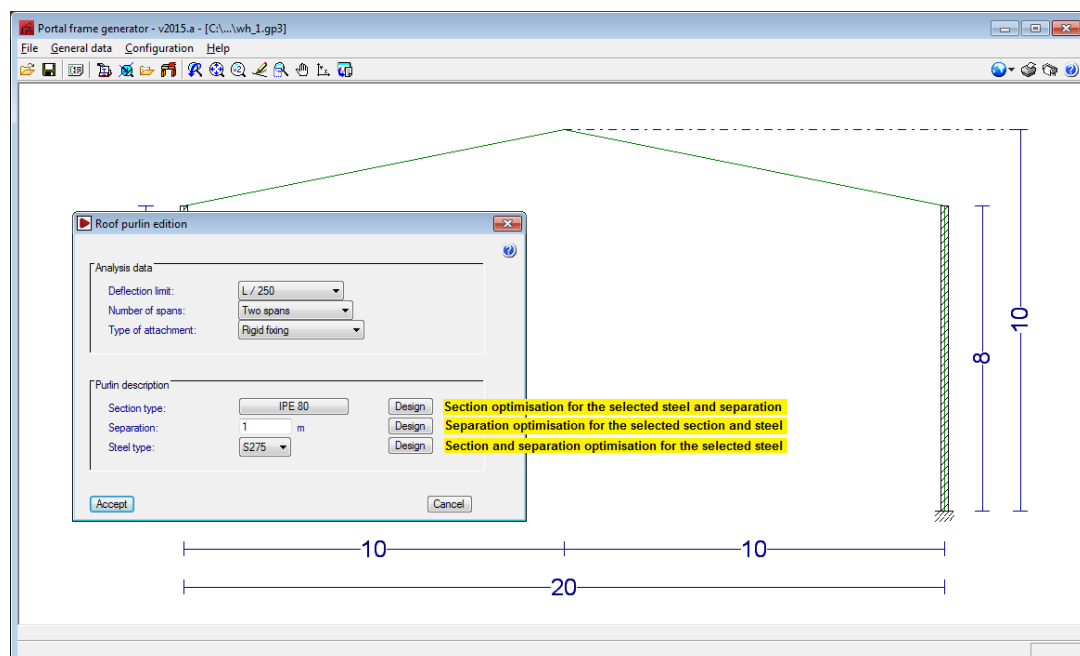 Portal frame generator - v2015.a - [C:\...\wh_1.gp3]
File General data Configuration Help
Roof purlin edition
Analysis data
Deflection limit: L / 250
Number of spans: Two spans
Type of attachment: Rigid fixing
Purlin description
Section type: IPE 80 Design Section optimisation for the selected steel and separation
Separation: 1 m Design Separation optimisation for the selected section and steel
Steel type: S275 Design Section and separation optimisation for the selected steel
Accept Cancel
8
10
10 10
20